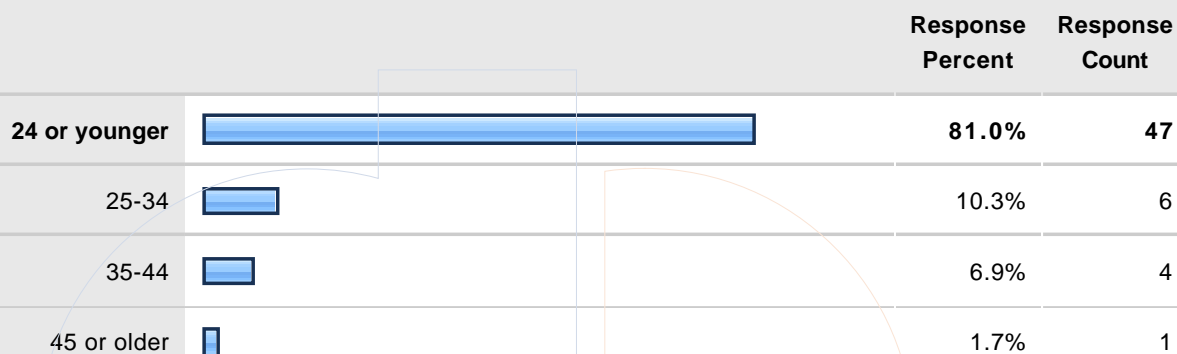 Response Response
Percent Count
24 or younger 81.0% 47
25-34 10.3% 6
35-44 6.9% 4
45 or older 1.7% 1